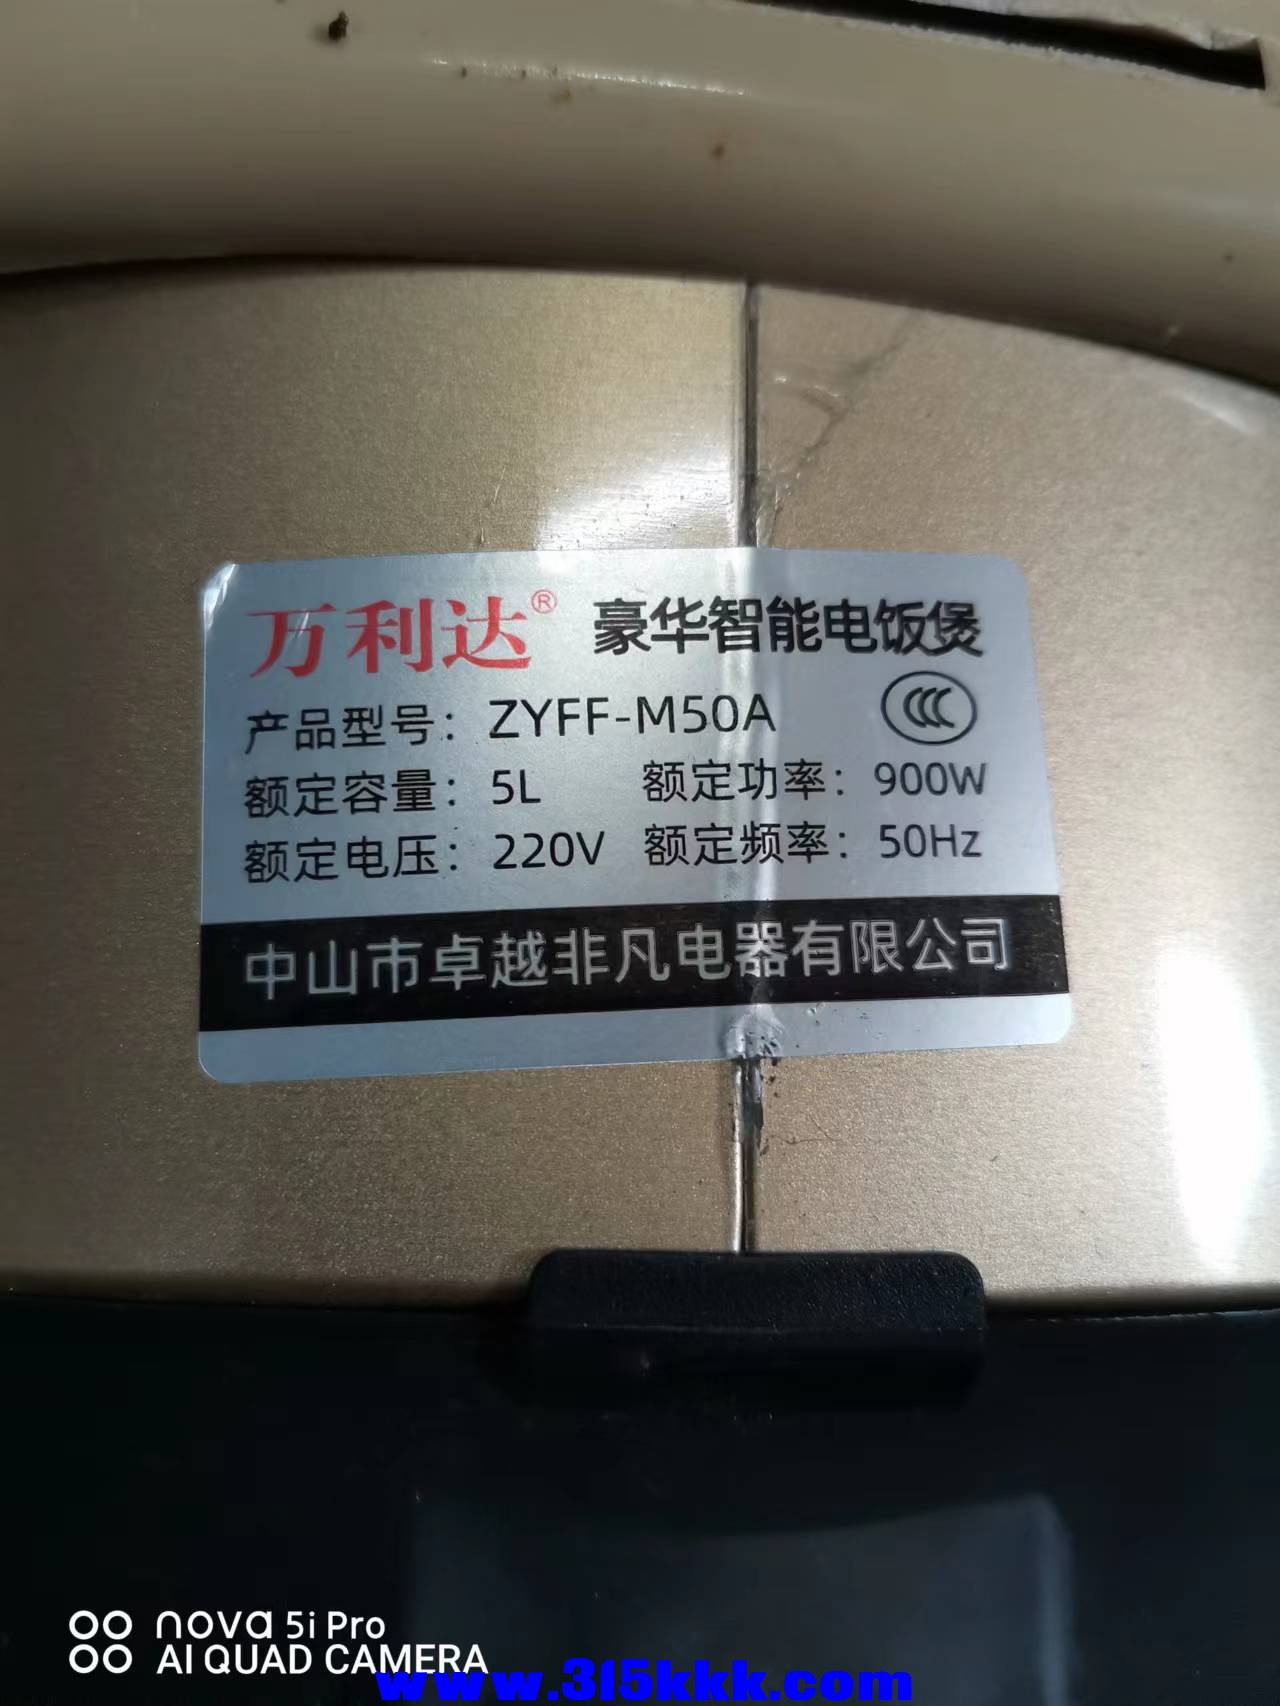 万利达® 豪华智能电饭煲
产品型号：ZYFF-M50A
额定容量：5L 额定功率：900W
额定电压：220V 额定频率：50Hz
中山市卓越非凡电器有限公司
nova 5i Pro
AI QUAD CAMERA
www.315kkk.com